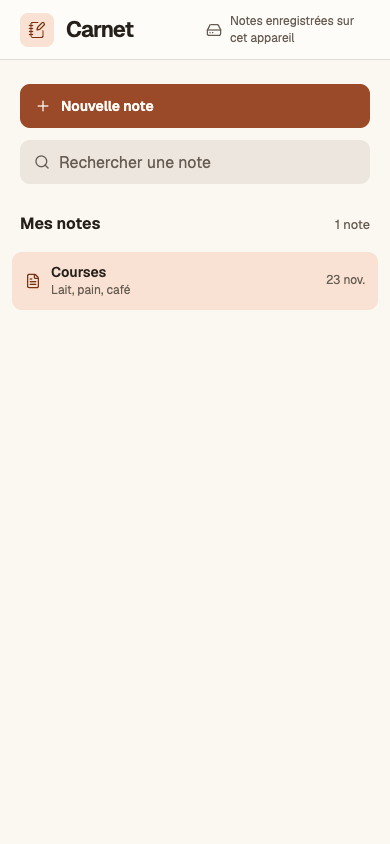 Carnet
Notes enregistrées sur
cet appareil
Nouvelle note
Rechercher une note
Mes notes
1 note
Courses
Lait, pain, café
23 nov.